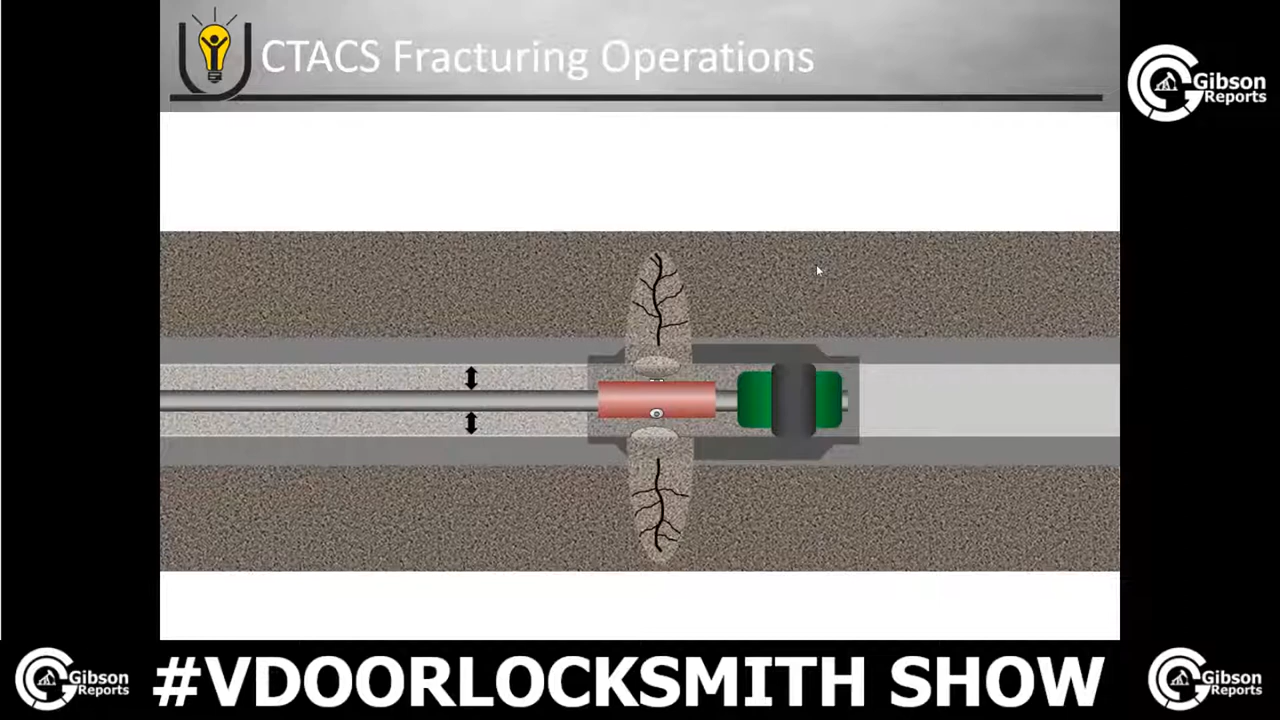 CTACS Fracturing Operations
Gibson
Reports
Gibson
Reports
#VDOORLOCKSMITH SHOW
Gibson
Reports